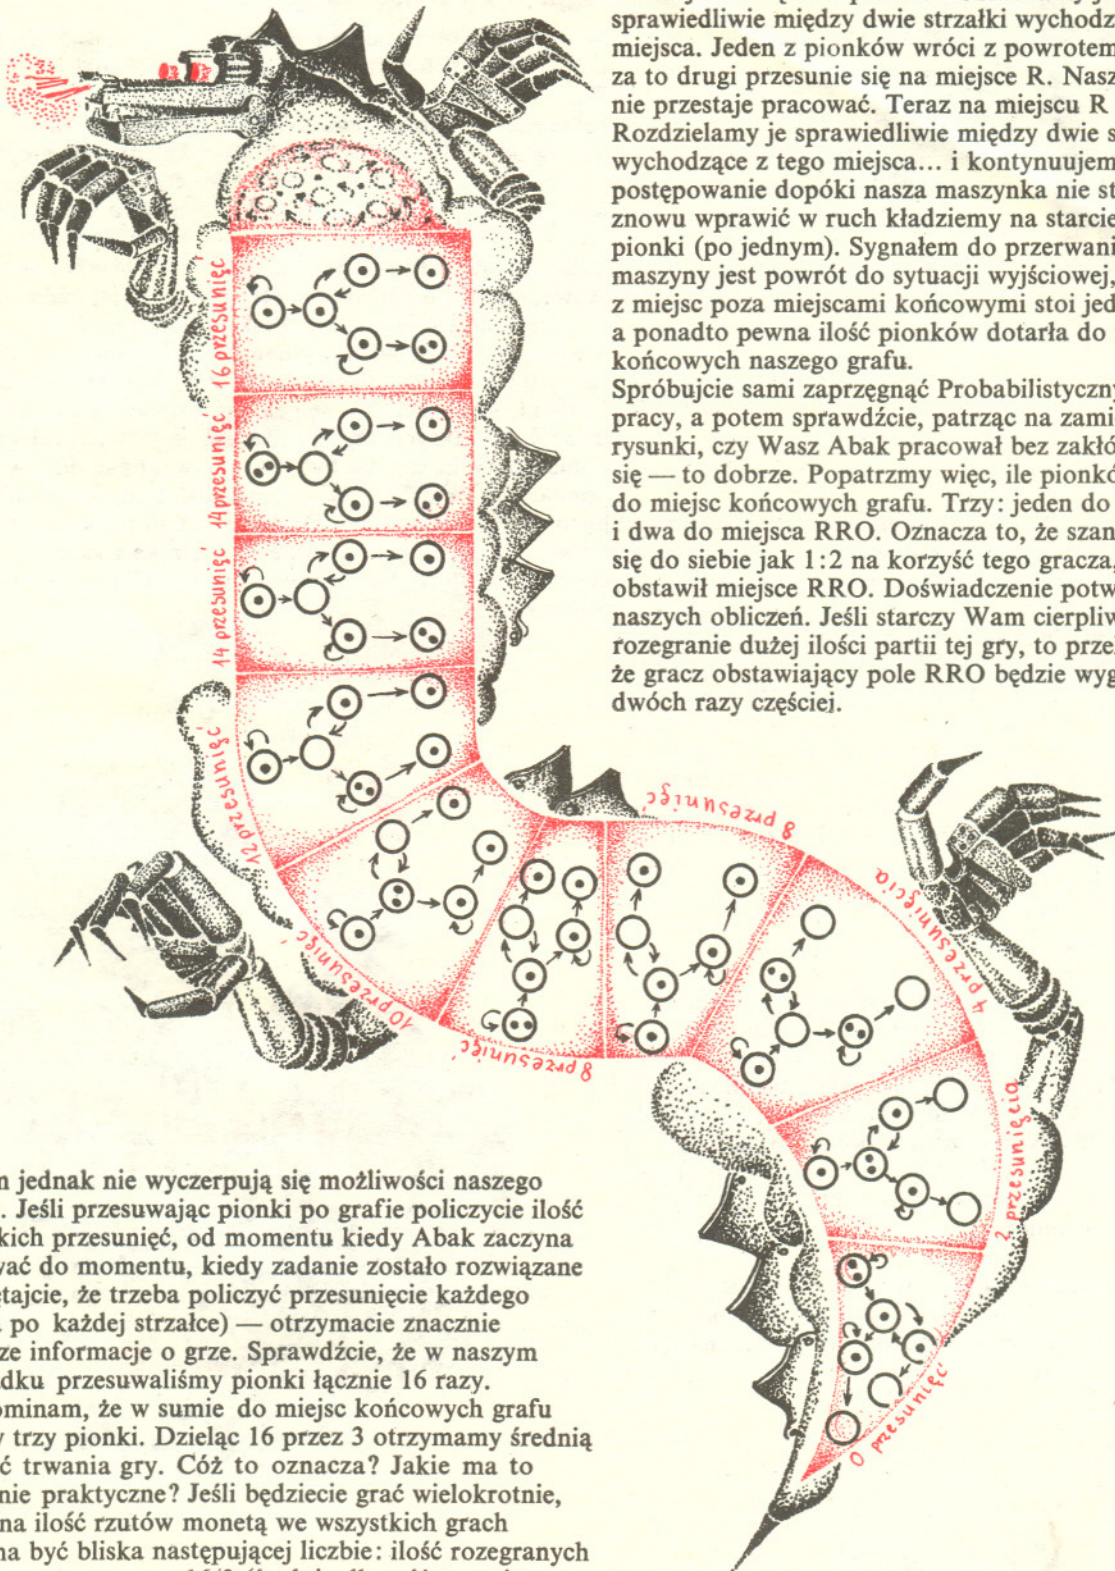 sprawiedliwie między dwie strzałki wychodz
miejsca. Jeden z pionków wróci z powrotem
za to drugi przesunie się na miejsce R. Nasz
nie przestaje pracować. Teraz na miejscu R
Rozdzielamy je sprawiedliwie między dwie s
wychodzące z tego miejsca... i kontynuujem
postępowanie dopóki nasza maszynka nie st
znowu wprawić w ruch kładziemy na starcie
pionki (po jednym). Sygnałem do przerwan
maszyny jest powrót do sytuacji wyjściowej,
z miejsc poza miejscami końcowymi stoi jed
a ponadto pewna ilość pionków dotarła do
końcowych naszego grafu.
Spróbujcie sami zaprzęgnąć Probabilistyczny
pracy, a potem sprawdźcie, patrząc na zami
rysunki, czy Wasz Abak pracował bez zakłó
się — to dobrze. Popatrzmy więc, ile pionkó
do miejsc końcowych grafu. Trzy: jeden do
i dwa do miejsca RRO. Oznacza to, że szan
się do siebie jak 1:2 na korzyść tego gracza,
obstawił miejsce RRO. Doświadczenie potw
naszych obliczeń. Jeśli starczy Wam cierpliw
rozegranie dużej ilości partii tej gry, to prze
że gracz obstawiający pole RRO będzie wyg
dwóch razy częściej.
16 przesunięć
14 przesunięć
14 przesunięć
12 przesunięć
10 przesunięć
8 przesunięć
8 przesunięć
4 przesunięcia
2 przesunięcia
0 przesunięć
n jednak nie wyczerpują się możliwości naszego
. Jeśli przesuwając pionki po grafie policzycie ilość
kich przesunięć, od momentu kiedy Abak zaczyna
wać do momentu, kiedy zadanie zostało rozwiązane
ętajcie, że trzeba policzyć przesunięcie każdego
a po każdej strzałce) — otrzymacie znacznie
ze informacje o grze. Sprawdźcie, że w naszym
dku przesuwaliśmy pionki łącznie 16 razy.
ominam, że w sumie do miejsc końcowych grafu
y trzy pionki. Dzieląc 16 przez 3 otrzymamy średnią
ć trwania gry. Cóż to oznacza? Jakie ma to
nie praktyczne? Jeśli będziecie grać wielokrotnie,
na ilość rzutów monetą we wszystkich grach
na być bliska następującej liczbie: ilość rozegranych